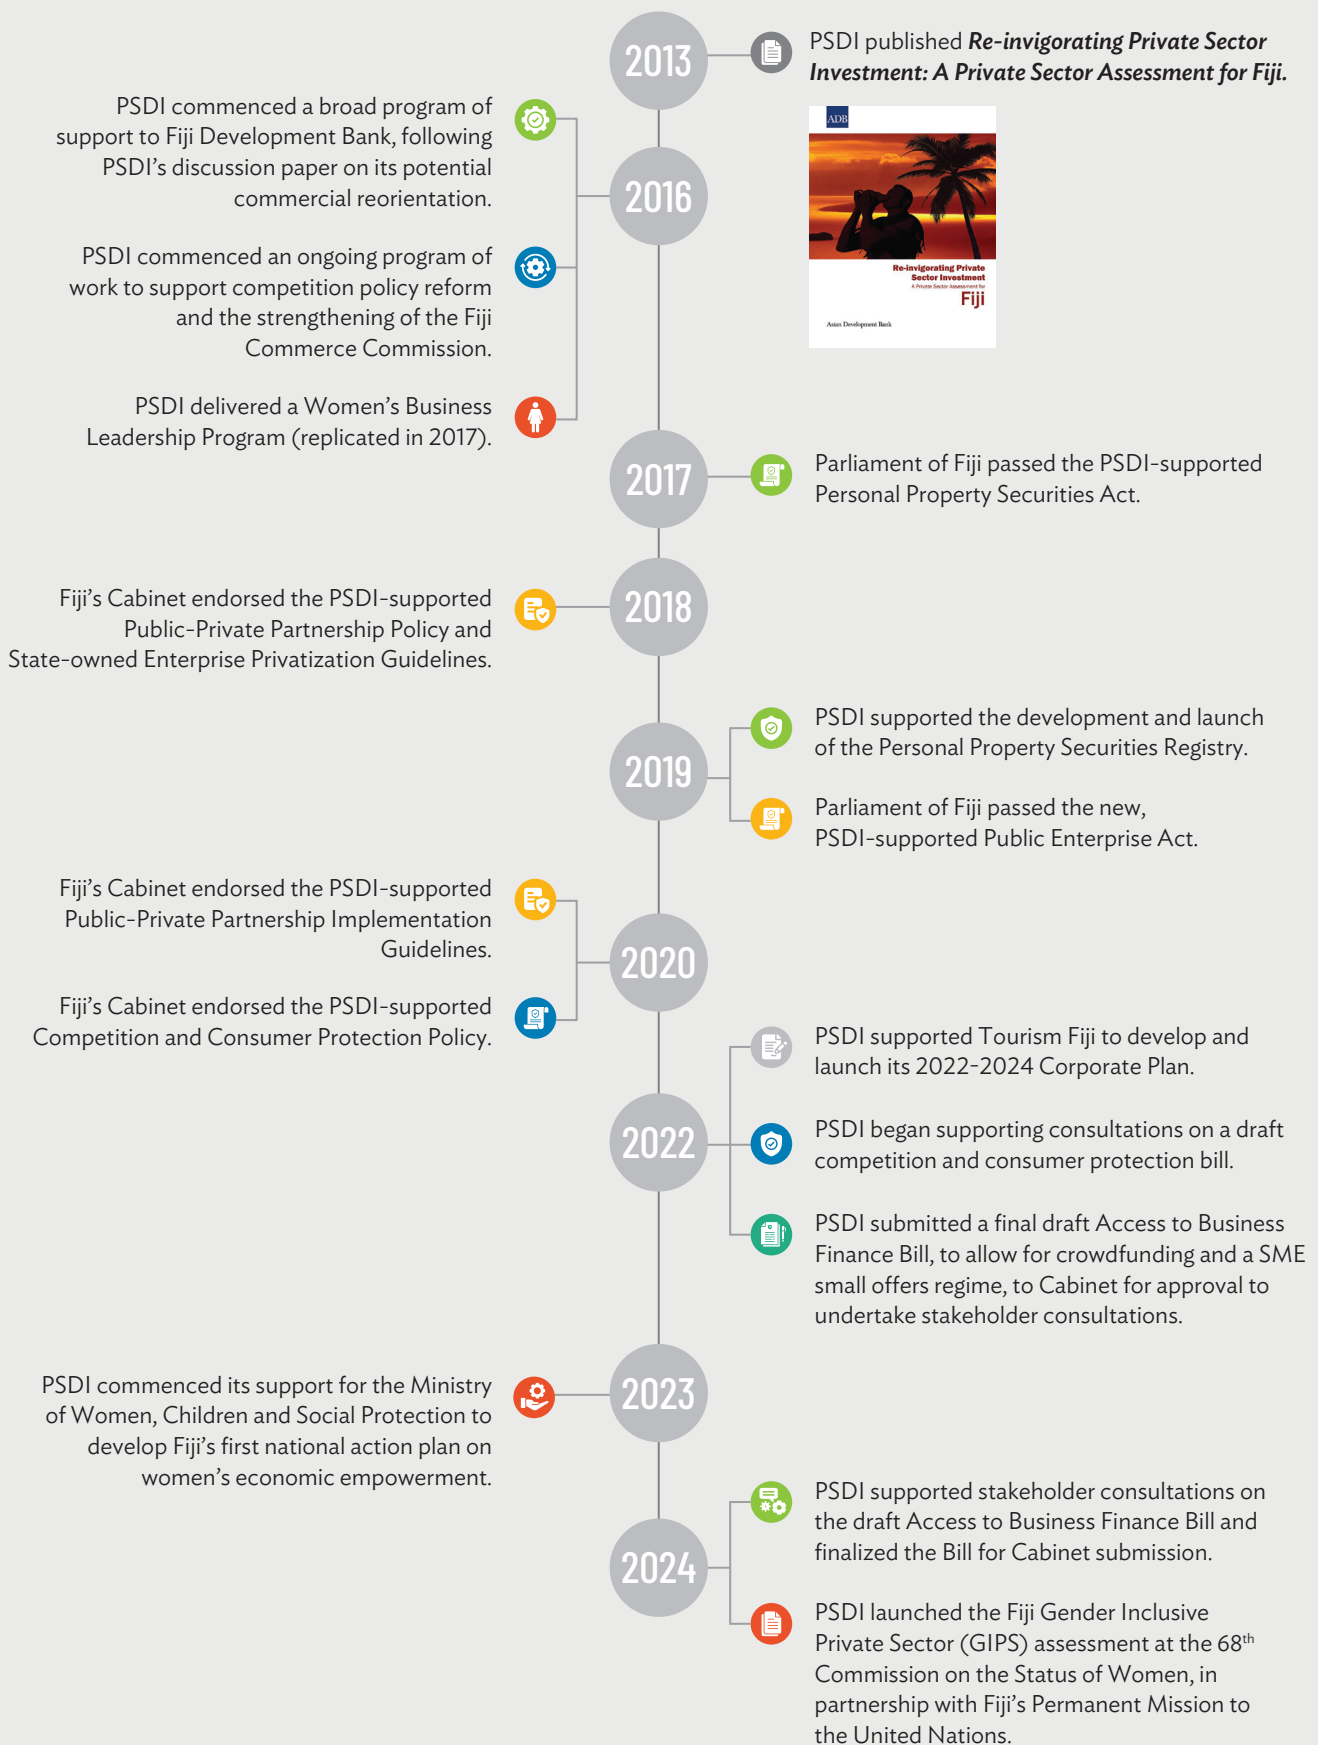 2013
PSDI published Re-invigorating Private Sector
Investment: A Private Sector Assessment for Fiji.
ADB
Re-invigorating Private
Sector Investment
A Private Sector Assessment for
Fiji
Asian Development Bank
2016
PSDI commenced a broad program of
support to Fiji Development Bank, following
PSDI’s discussion paper on its potential
commercial reorientation.
PSDI commenced an ongoing program of
work to support competition policy reform
and the strengthening of the Fiji
Commerce Commission.
PSDI delivered a Women’s Business
Leadership Program (replicated in 2017).
2017
Parliament of Fiji passed the PSDI-supported
Personal Property Securities Act.
2018
Fiji’s Cabinet endorsed the PSDI-supported
Public-Private Partnership Policy and
State-owned Enterprise Privatization Guidelines.
2019
PSDI supported the development and launch
of the Personal Property Securities Registry.
Parliament of Fiji passed the new,
PSDI-supported Public Enterprise Act.
2020
Fiji’s Cabinet endorsed the PSDI-supported
Public-Private Partnership Implementation
Guidelines.
Fiji’s Cabinet endorsed the PSDI-supported
Competition and Consumer Protection Policy.
2022
PSDI supported Tourism Fiji to develop and
launch its 2022-2024 Corporate Plan.
PSDI began supporting consultations on a draft
competition and consumer protection bill.
PSDI submitted a final draft Access to Business
Finance Bill, to allow for crowdfunding and a SME
small offers regime, to Cabinet for approval to
undertake stakeholder consultations.
2023
PSDI commenced its support for the Ministry
of Women, Children and Social Protection to
develop Fiji’s first national action plan on
women’s economic empowerment.
2024
PSDI supported stakeholder consultations on
the draft Access to Business Finance Bill and
finalized the Bill for Cabinet submission.
PSDI launched the Fiji Gender Inclusive
Private Sector (GIPS) assessment at the 68th
Commission on the Status of Women, in
partnership with Fiji’s Permanent Mission to
the United Nations.